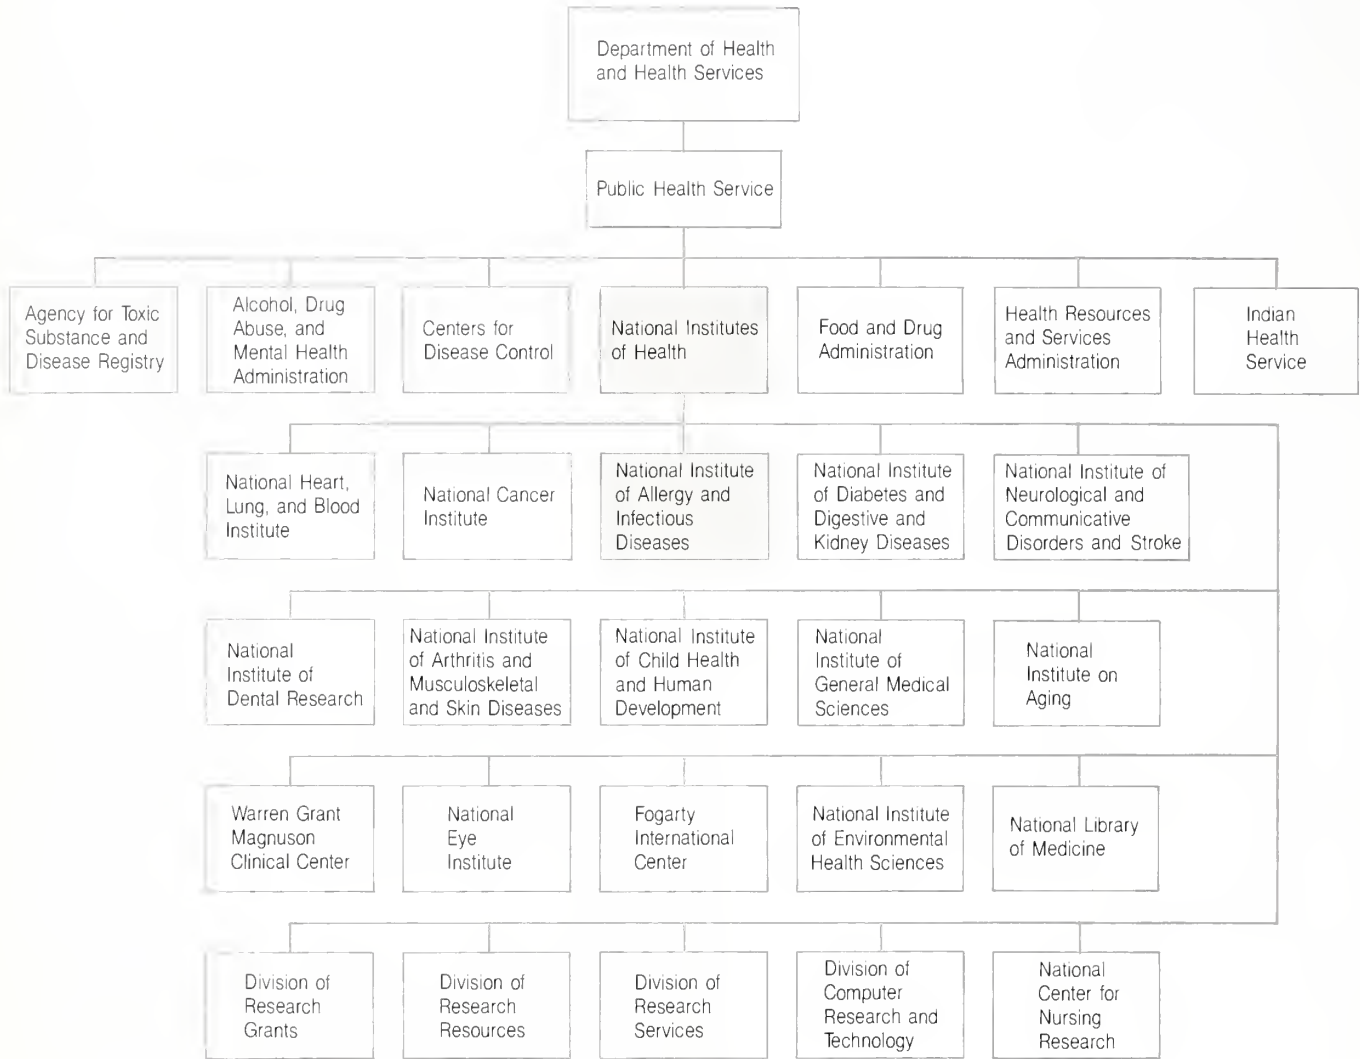 Department of Health
and Health Services
Public Health Service
Agency for Toxic
Substance and
Disease Registry
Alcohol, Drug
Abuse, and
Mental Health
Administration
Centers for
Disease Control
National Institutes
of Health
Food and Drug
Administration
Health Resources
and Services
Administration
Indian
Health
Service
National Heart,
Lung, and Blood
Institute
National Cancer
Institute
National Institute
of Allergy and
Infectious
Diseases
National Institute
of Diabetes and
Digestive and
Kidney Diseases
National Institute of
Neurological and
Communicative
Disorders and Stroke
National
Institute of
Dental Research
National Institute
of Arthritis and
Musculoskeletal
and Skin Diseases
National Institute
of Child Health
and Human
Development
National
Institute of
General Medical
Sciences
National
Institute on
Aging
Warren Grant
Magnuson
Clinical Center
National
Eye
Institute
Fogarty
International
Center
National Institute
of Environmental
Health Sciences
National Library
of Medicine
Division of
Research
Grants
Division of
Research
Resources
Division of
Research
Services
Division of
Computer
Research and
Technology
National
Center for
Nursing
Research